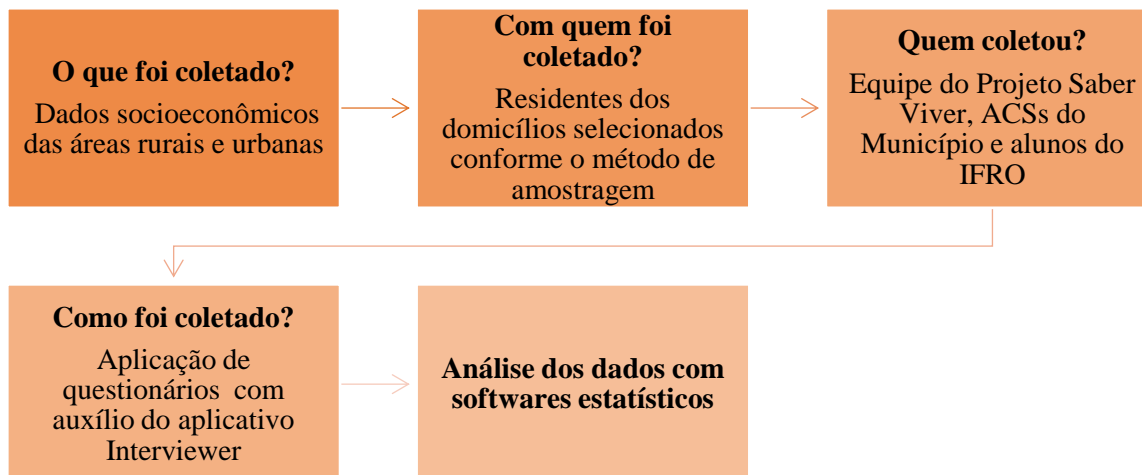 O que foi coletado?
Dados socioeconômicos
das áreas rurais e urbanas
Com quem foi
coletado?
Residentes dos
domicílios selecionados
conforme o método de
amostragem
Quem coletou?
Equipe do Projeto Saber
Viver, ACSs do
Município e alunos do
IFRO
Como foi coletado?
Aplicação de
questionários com
auxílio do aplicativo
Interviewer
Análise dos dados com
softwares estatísticos